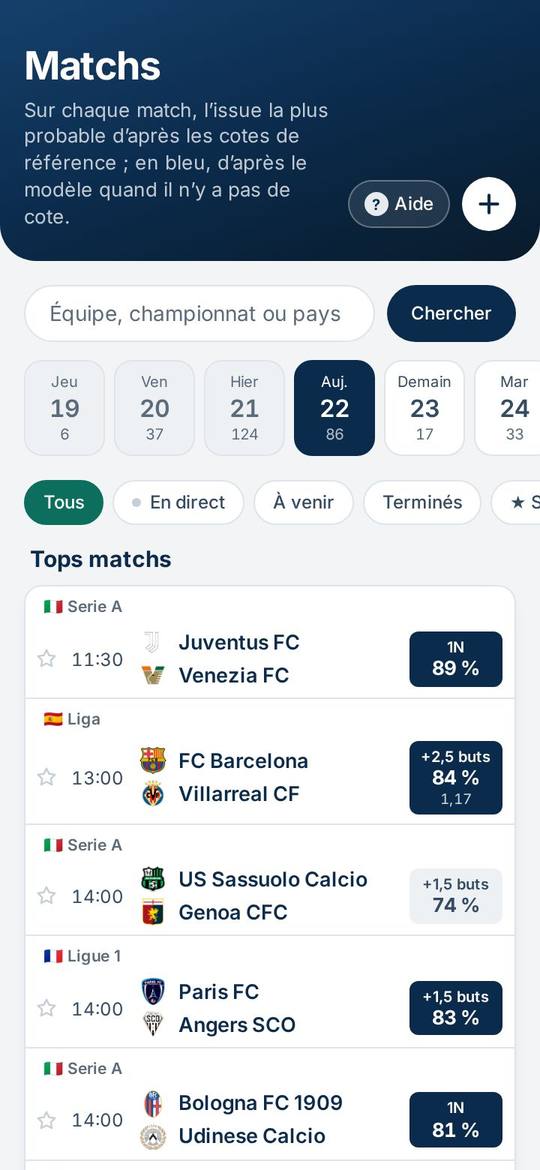 Matchs
Sur chaque match, l’issue la plus
probable d’après les cotes de
référence ; en bleu, d’après le
modèle quand il n’y a pas de
cote.
? Aide +
Équipe, championnat ou pays
Chercher
Jeu Ven Hier Auj. Demain Mar
19 20 21 22 23 24
6 37 124 86 17 33
Tous En direct À venir Terminés ★ S
Tops matchs
Serie A
11:30
Juventus FC
Venezia FC
1N
89 %
Liga
13:00
FC Barcelona
Villarreal CF
+2,5 buts
84 %
1,17
Serie A
14:00
US Sassuolo Calcio
Genoa CFC
+1,5 buts
74 %
Ligue 1
14:00
Paris FC
Angers SCO
+1,5 buts
83 %
Serie A
14:00
Bologna FC 1909
Udinese Calcio
1N
81 %